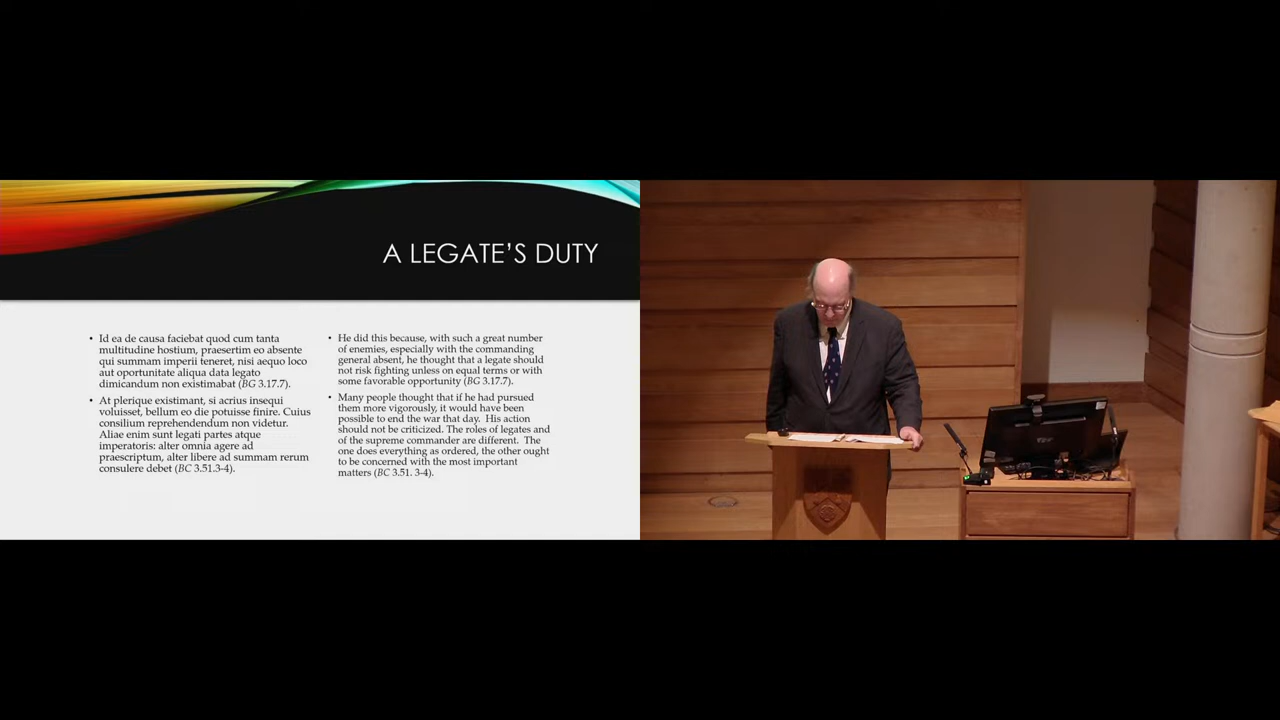 A LEGATE'S DUTY
• Id ea de causa faciebat quod cum tanta
multitudine hostium, praesertim eo absente
qui summam imperii teneret, nisi aequo loco
aut oportunitate aliqua data legato
dimicandum non existimabat (BG 3.17.7).
• At plerique existimant, si acrius insequi
voluisset, bellum eo die potuisse finire. Cuius
consilium reprehendendum non videtur.
Aliae enim sunt legati partes atque
imperatoris: alter omnia agere ad
praescriptum, alter libere ad summam rerum
consulere debet (BC 3.51.3-4).
• He did this because, with such a great number
of enemies, especially with the commanding
general absent, he thought that a legate should
not risk fighting unless on equal terms or with
some favorable opportunity (BG 3.17.7).
• Many people thought that if he had pursued
them more vigorously, it would have been
possible to end the war that day. His action
should not be criticized. The roles of legates and
of the supreme commander are different. The
one does everything as ordered, the other ought
to be concerned with the most important
matters (BC 3.51. 3-4).